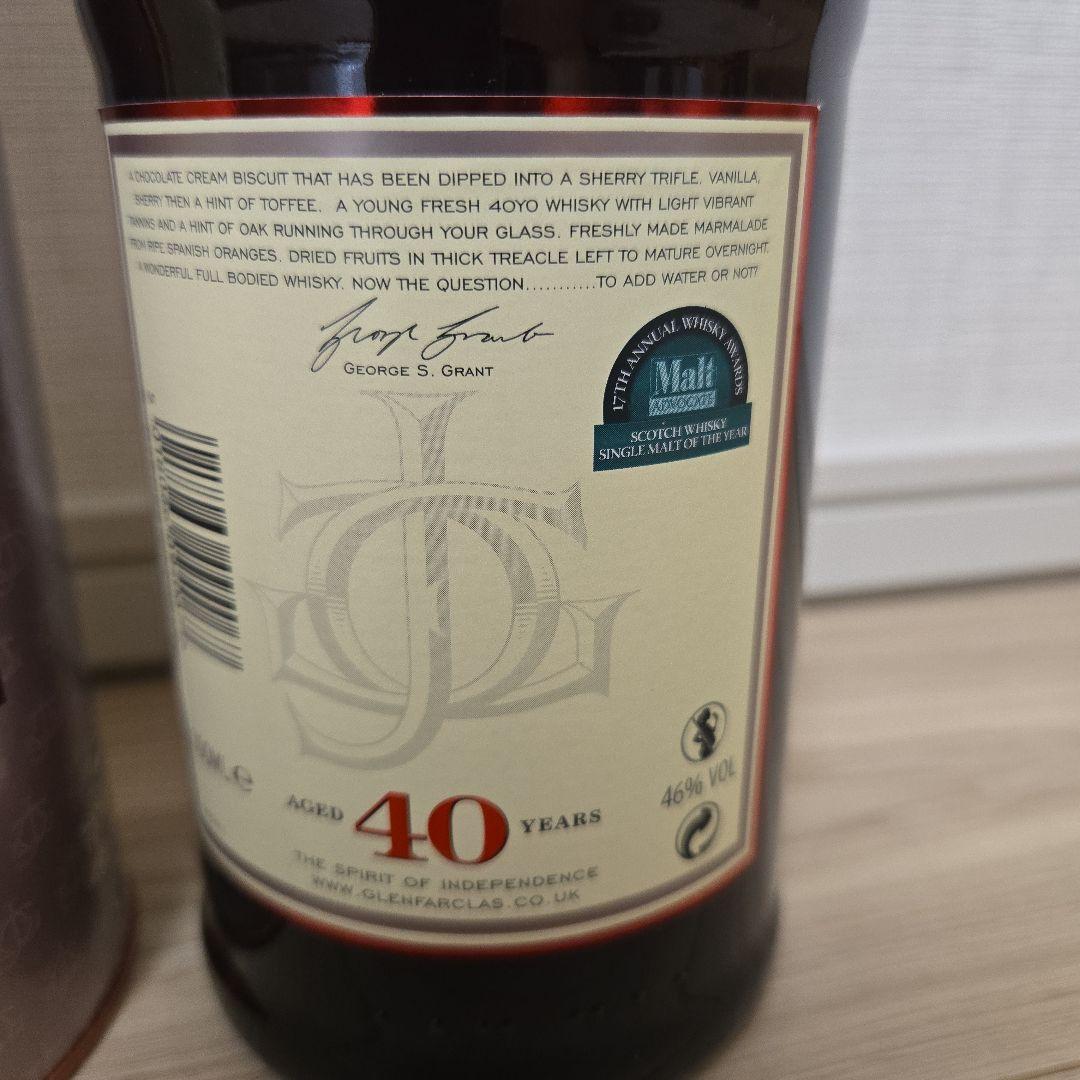 A CHOCOLATE CREAM BISCUIT THAT HAS BEEN DIPPED INTO A SHERRY TRIFLE. VANILLA,
SHERRY THEN A HINT OF TOFFEE. A YOUNG FRESH 40YO WHISKY WITH LIGHT VIBRANT
TANNINS AND A HINT OF OAK RUNNING THROUGH YOUR GLASS. FRESHLY MADE MARMALADE
FROM RIPE SPANISH ORANGES. DRIED FRUITS IN THICK TREACLE LEFT TO MATURE OVERNIGHT.
A WONDERFUL FULL BODIED WHISKY. NOW THE QUESTION...........TO ADD WATER OR NOT?
George Grant
GEORGE S. GRANT
17TH ANNUAL WHISKY AWARDS
Malt
ADVOCATE
SCOTCH WHISKY
SINGLE MALT OF THE YEAR
46% VOL
AGED 40 YEARS
THE SPIRIT OF INDEPENDENCE
WWW.GLENFARCLAS.CO.UK